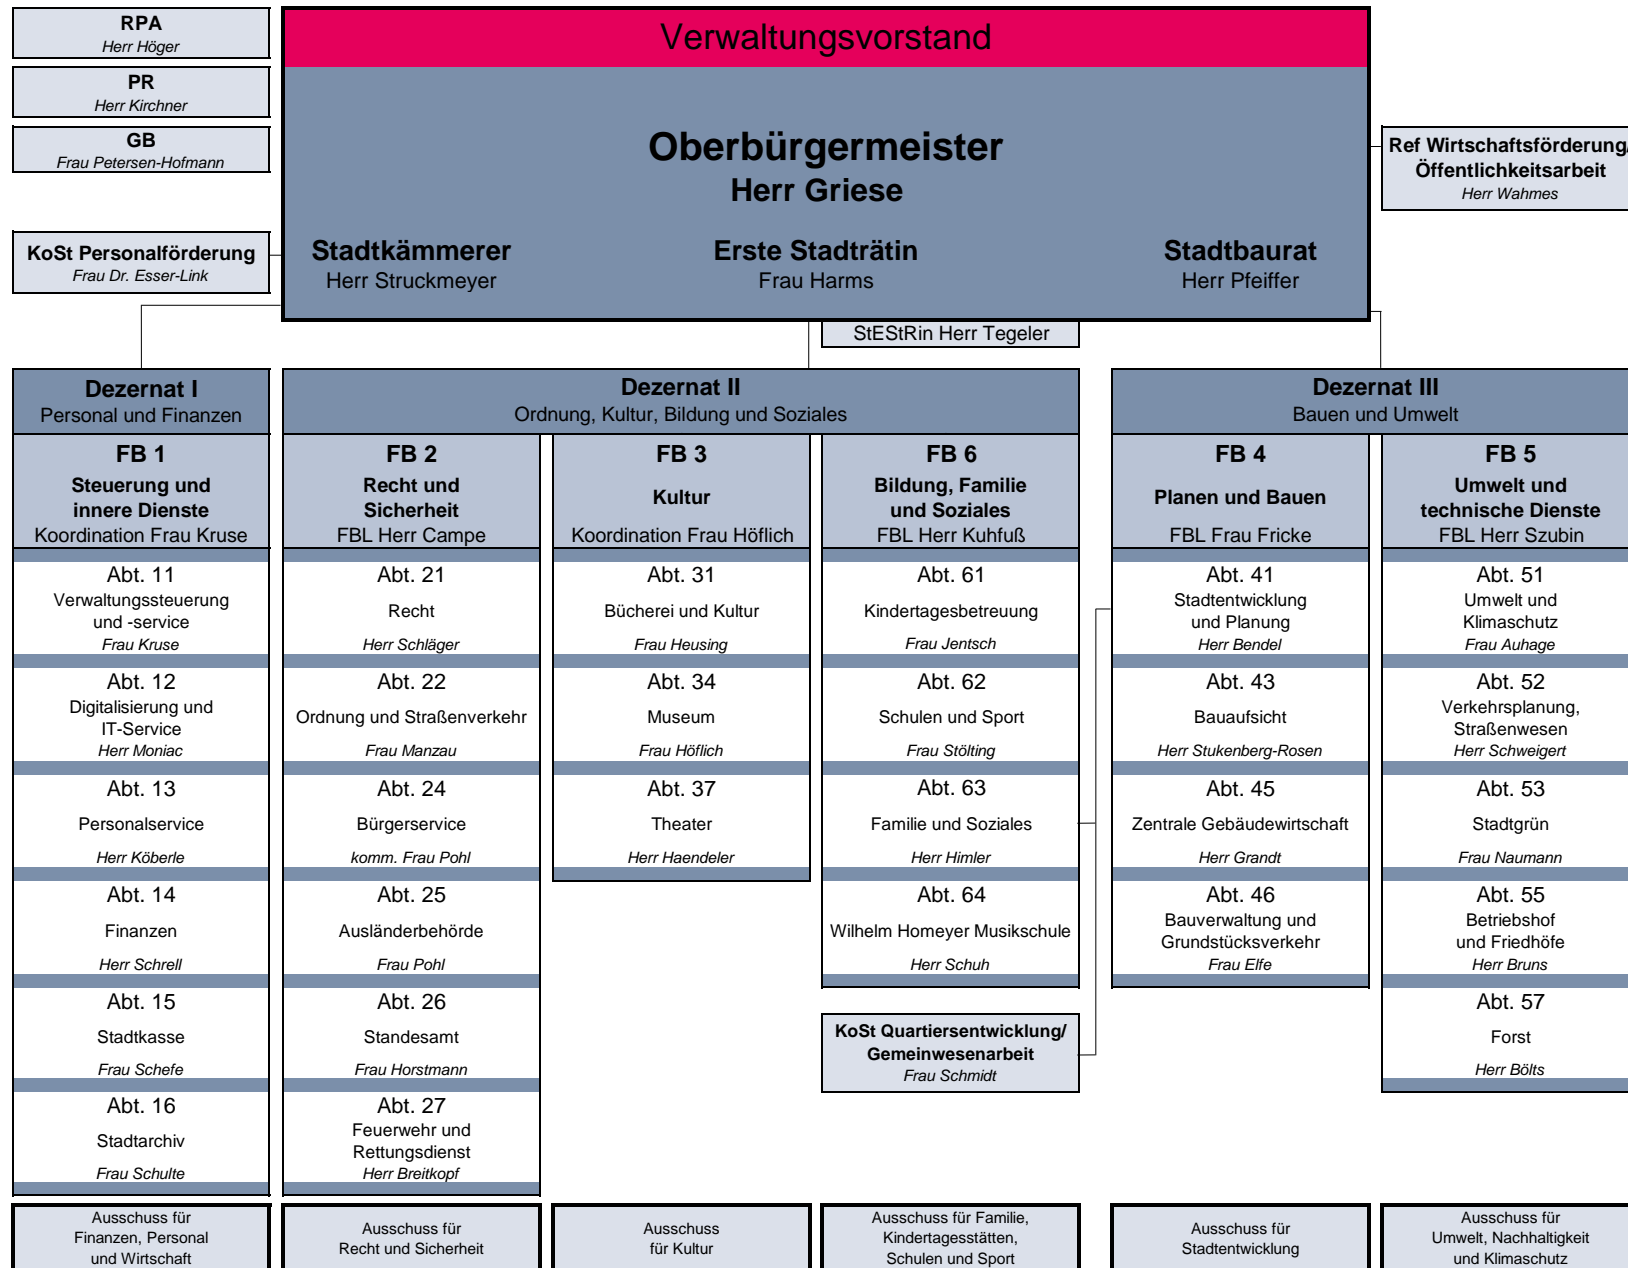 RPA
Herr Höger
PR
Herr Kirchner
GB
Frau Petersen-Hofmann
KoSt Personalförderung
Frau Dr. Esser-Link
Verwaltungsvorstand
Oberbürgermeister
Herr Griese
Stadtkämmerer
Herr Struckmeyer
Erste Stadträtin
Frau Harms
Stadtbaurat
Herr Pfeiffer
Ref Wirtschaftsförderung/
Öffentlichkeitsarbeit
Herr Wahmes
StEStRin Herr Tegeler
Dezernat I
Personal und Finanzen
Dezernat II
Ordnung, Kultur, Bildung und Soziales
Dezernat III
Bauen und Umwelt
FB 1
Steuerung und
innere Dienste
Koordination Frau Kruse
Abt. 11
Verwaltungssteuerung
und -service
Frau Kruse
Abt. 12
Digitalisierung und
IT-Service
Herr Moniac
Abt. 13
Personalservice
Herr Köberle
Abt. 14
Finanzen
Herr Schrell
Abt. 15
Stadtkasse
Frau Schefe
Abt. 16
Stadtarchiv
Frau Schulte
Ausschuss für
Finanzen, Personal
und Wirtschaft
FB 2
Recht und
Sicherheit
FBL Herr Campe
Abt. 21
Recht
Herr Schläger
Abt. 22
Ordnung und Straßenverkehr
Frau Manzau
Abt. 24
Bürgerservice
komm. Frau Pohl
Abt. 25
Ausländerbehörde
Frau Pohl
Abt. 26
Standesamt
Frau Horstmann
Abt. 27
Feuerwehr und
Rettungsdienst
Herr Breitkopf
Ausschuss für
Recht und Sicherheit
FB 3
Kultur
Koordination Frau Höflich
Abt. 31
Bücherei und Kultur
Frau Heusing
Abt. 34
Museum
Frau Höflich
Abt. 37
Theater
Herr Haendeler
Ausschuss
für Kultur
FB 6
Bildung, Familie
und Soziales
FBL Herr Kuhfuß
Abt. 61
Kindertagesbetreuung
Frau Jentsch
Abt. 62
Schulen und Sport
Frau Stölting
Abt. 63
Familie und Soziales
Herr Himler
Abt. 64
Wilhelm Homeyer Musikschule
Herr Schuh
KoSt Quartiersentwicklung/
Gemeinwesenarbeit
Frau Schmidt
Ausschuss für Familie,
Kindertagesstätten,
Schulen und Sport
FB 4
Planen und Bauen
FBL Frau Fricke
Abt. 41
Stadtentwicklung
und Planung
Herr Bendel
Abt. 43
Bauaufsicht
Herr Stukenberg-Rosen
Abt. 45
Zentrale Gebäudewirtschaft
Herr Grandt
Abt. 46
Bauverwaltung und
Grundstücksverkehr
Frau Elfe
Ausschuss für
Stadtentwicklung
FB 5
Umwelt und
technische Dienste
FBL Herr Szubin
Abt. 51
Umwelt und
Klimaschutz
Frau Auhage
Abt. 52
Verkehrsplanung,
Straßenwesen
Herr Schweigert
Abt. 53
Stadtgrün
Frau Naumann
Abt. 55
Betriebshof
und Friedhöfe
Herr Bruns
Abt. 57
Forst
Herr Bölts
Ausschuss für
Umwelt, Nachhaltigkeit
und Klimaschutz